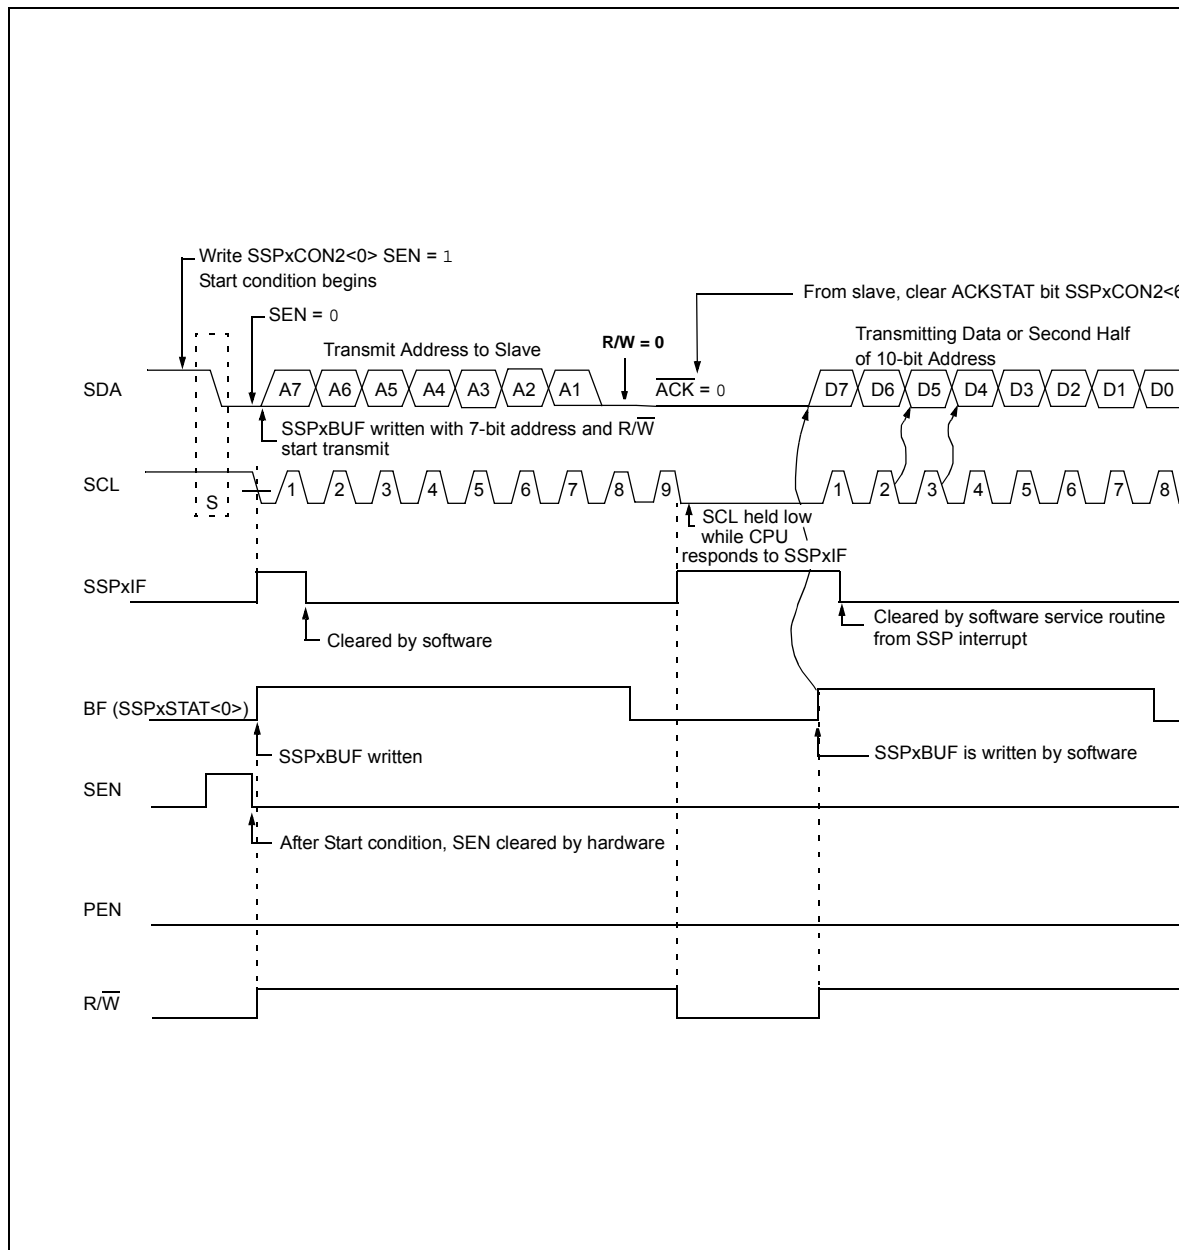 Write SSPxCON2<0> SEN = 1
Start condition begins
From slave, clear ACKSTAT bit SSPxCON2<6
SEN = 0
Transmit Address to Slave
R/W = 0
Transmitting Data or Second Half
of 10-bit Address
SDA
A7 A6 A5 A4 A3 A2 A1
ACK = 0
D7 D6 D5 D4 D3 D2 D1 D0
SSPxBUF written with 7-bit address and R/W
start transmit
SCL
S
1 2 3 4 5 6 7 8 9
1 2 3 4 5 6 7 8
SCL held low
while CPU
responds to SSPxIF
SSPxIF
Cleared by software
Cleared by software service routine
from SSP interrupt
BF (SSPxSTAT<0>)
SSPxBUF written
SSPxBUF is written by software
SEN
After Start condition, SEN cleared by hardware
PEN
R/W